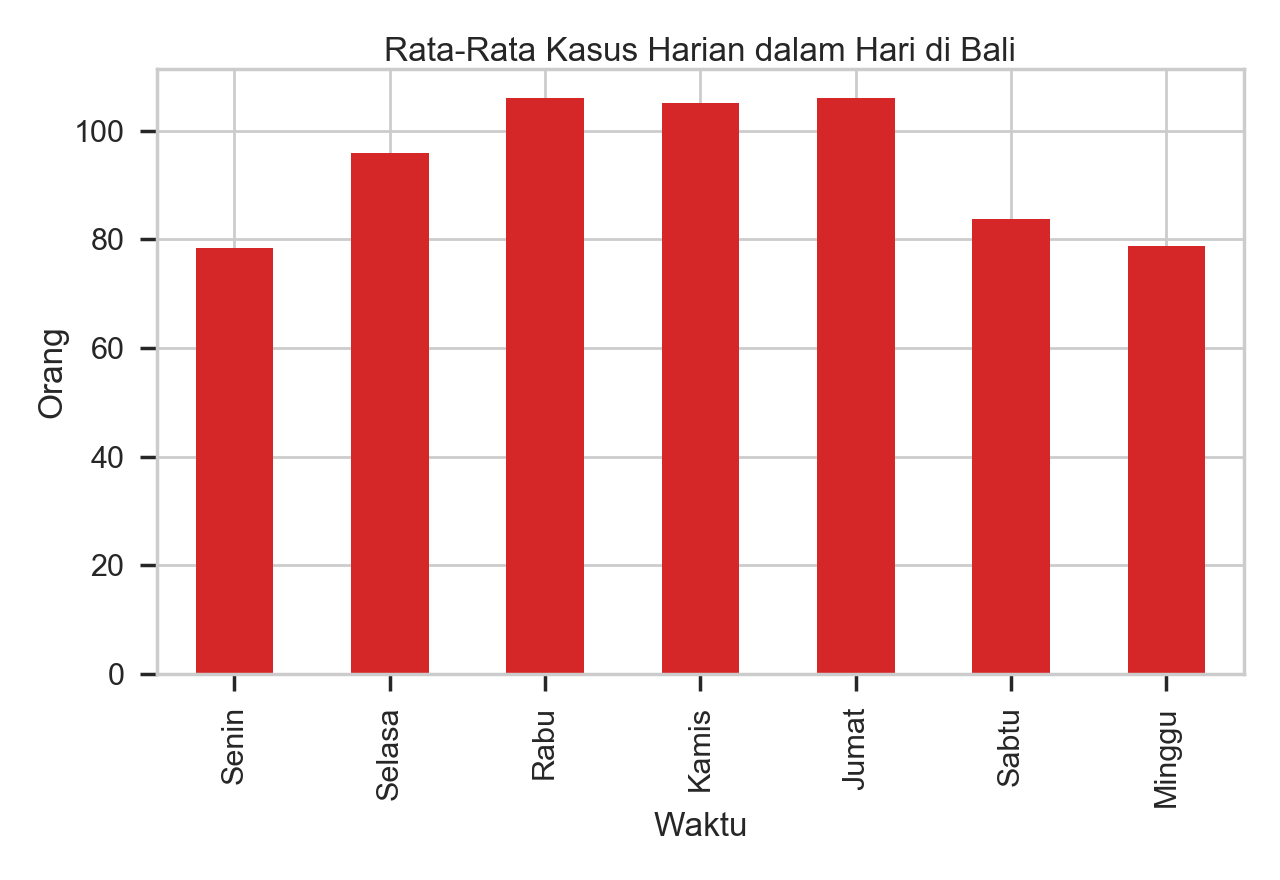 Rata-Rata Kasus Harian dalam Hari di Bali
Orang
100
80
60
40
20
0
Senin
Selasa
Rabu
Kamis
Jumat
Sabtu
Minggu
Waktu